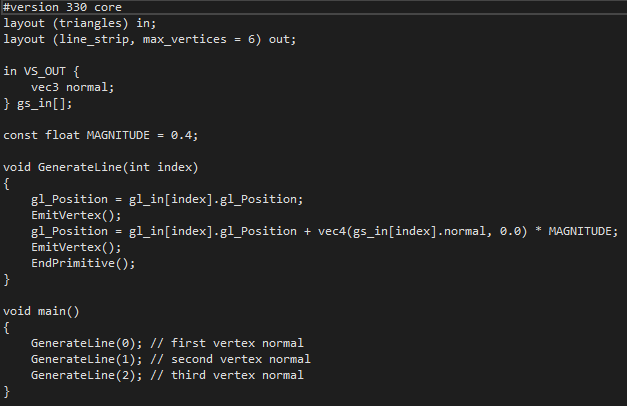 #version 330 core
layout (triangles) in;
layout (line_strip, max_vertices = 6) out;

in VS_OUT {
    vec3 normal;
} gs_in[];

const float MAGNITUDE = 0.4;

void GenerateLine(int index)
{
    gl_Position = gl_in[index].gl_Position;
    EmitVertex();
    gl_Position = gl_in[index].gl_Position + vec4(gs_in[index].normal, 0.0) * MAGNITUDE;
    EmitVertex();
    EndPrimitive();
}

void main()
{
    GenerateLine(0); // first vertex normal
    GenerateLine(1); // second vertex normal
    GenerateLine(2); // third vertex normal
}